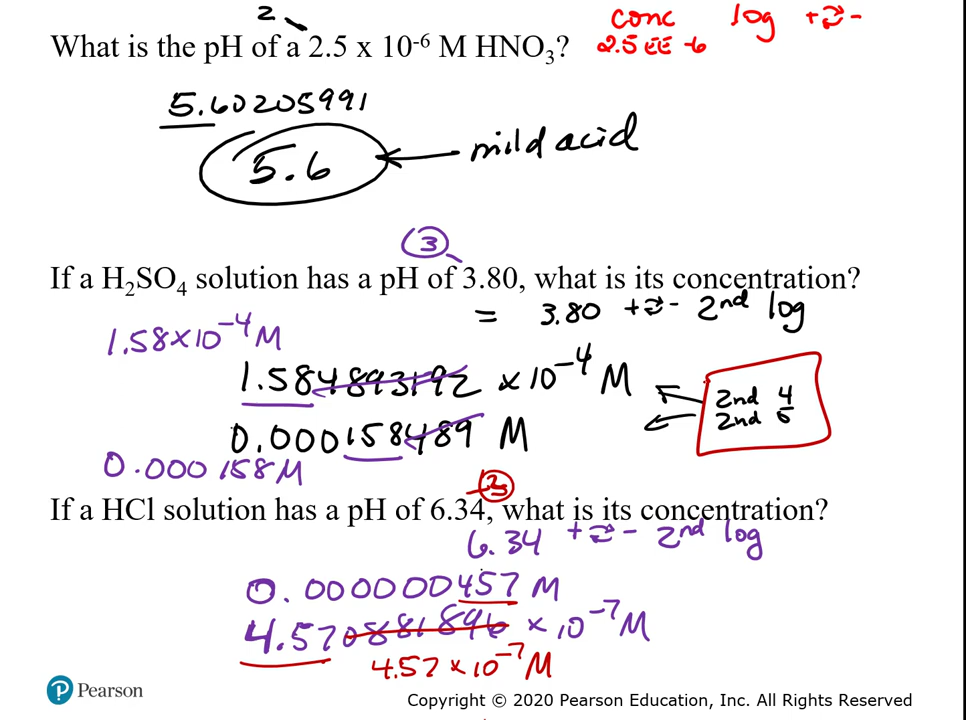 2 conc log +⇄-
What is the pH of a 2.5 x 10⁻⁶ M HNO₃? 2.5 EE -6
5.60205991
5.6 mild acid
3
If a H₂SO₄ solution has a pH of 3.80, what is its concentration?
= 3.80 +⇄- 2nd log
1.58×10⁻⁴ M
1.584893192 ×10⁻⁴ M
2nd 4
2nd 5
0.000158489 M
0.000158 M
3
If a HCl solution has a pH of 6.34, what is its concentration?
6.34 +⇄- 2nd log
0.000000457 M
4.570881896 ×10⁻⁷ M
4.57 ×10⁻⁷ M
Pearson
Copyright © 2020 Pearson Education, Inc. All Rights Reserved